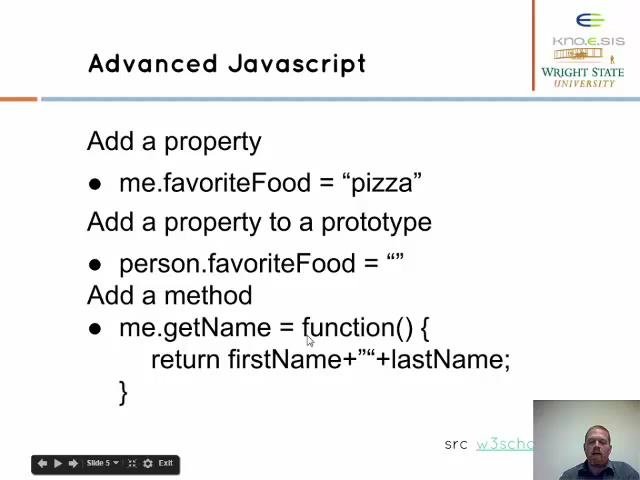 Advanced Javascript
kno.e.sis
WRIGHT STATE
UNIVERSITY
Add a property
● me.favoriteFood = “pizza”
Add a property to a prototype
● person.favoriteFood = “”
Add a method
● me.getName = function() {
return firstName+”“+lastName;
}
src w3scho
Slide 5
Exit